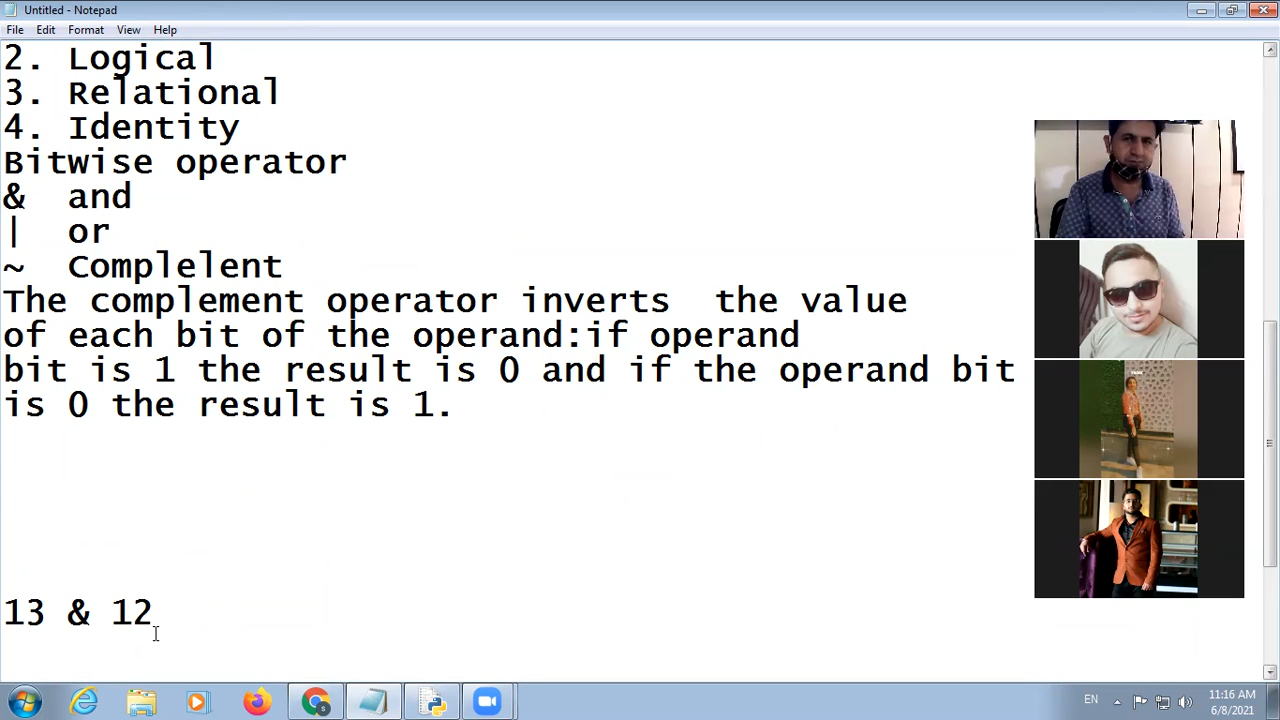 Untitled - Notepad
File Edit Format View Help
2. Logical
3. Relational
4. Identity
Bitwise operator
& and
| or
~ Complelent
The complement operator inverts the value
of each bit of the operand:if operand
bit is 1 the result is 0 and if the operand bit
is 0 the result is 1.
13 & 12
EN
11:16 AM
6/8/2021